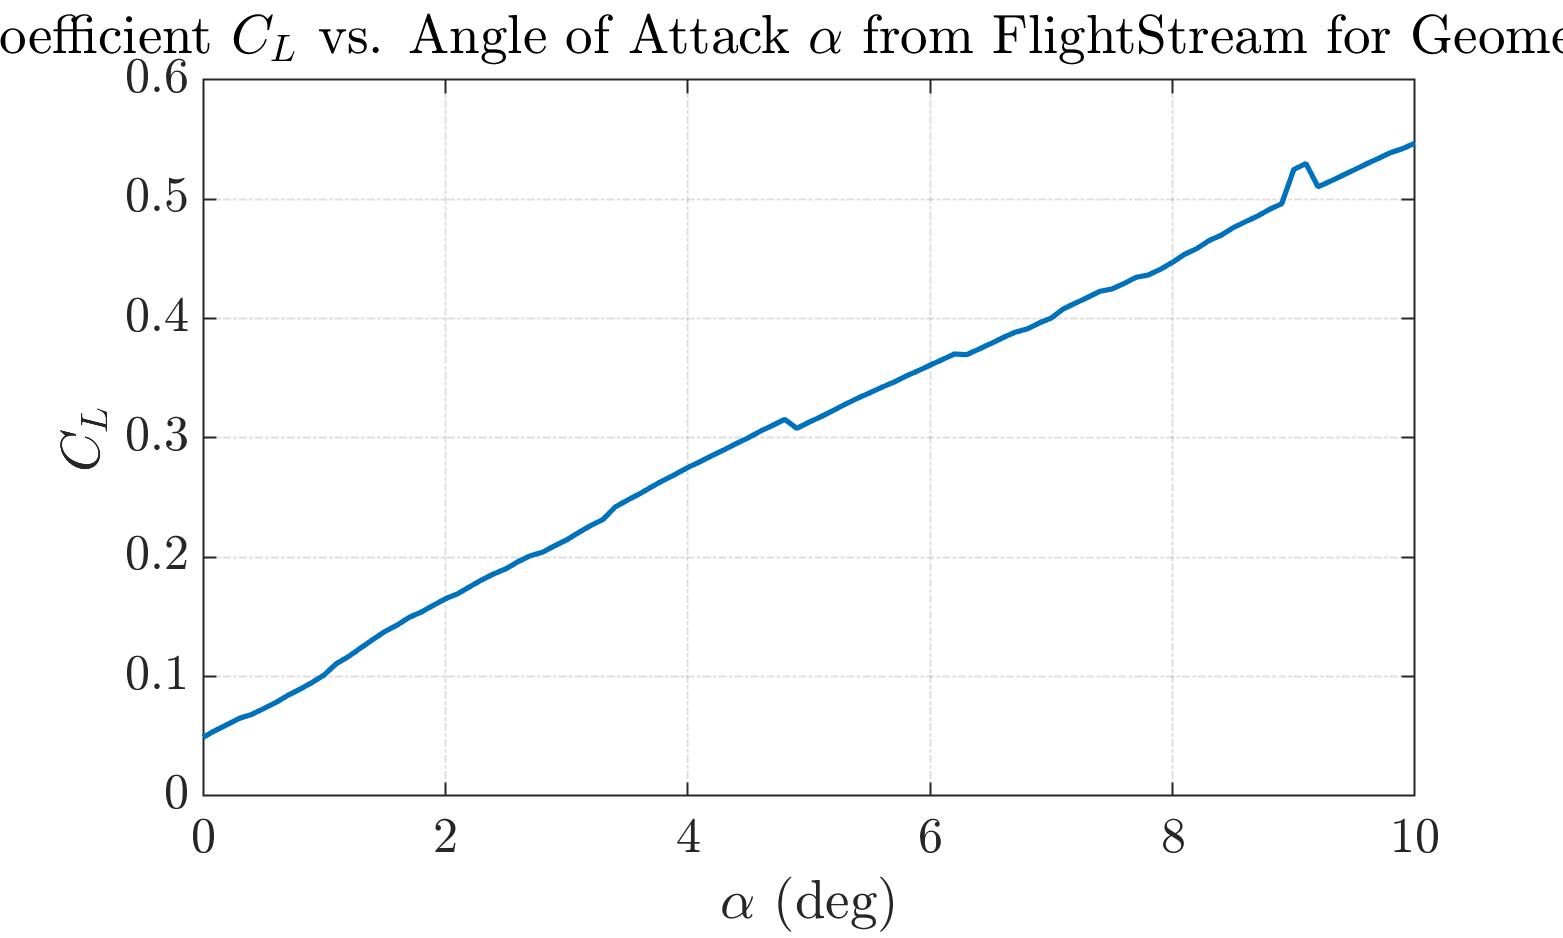 oefficient C_L vs. Angle of Attack α from FlightStream for Geome
0.6
0.5
0.4
0.3
0.2
0.1
0
C_L
0 2 4 6 8 10
α (deg)